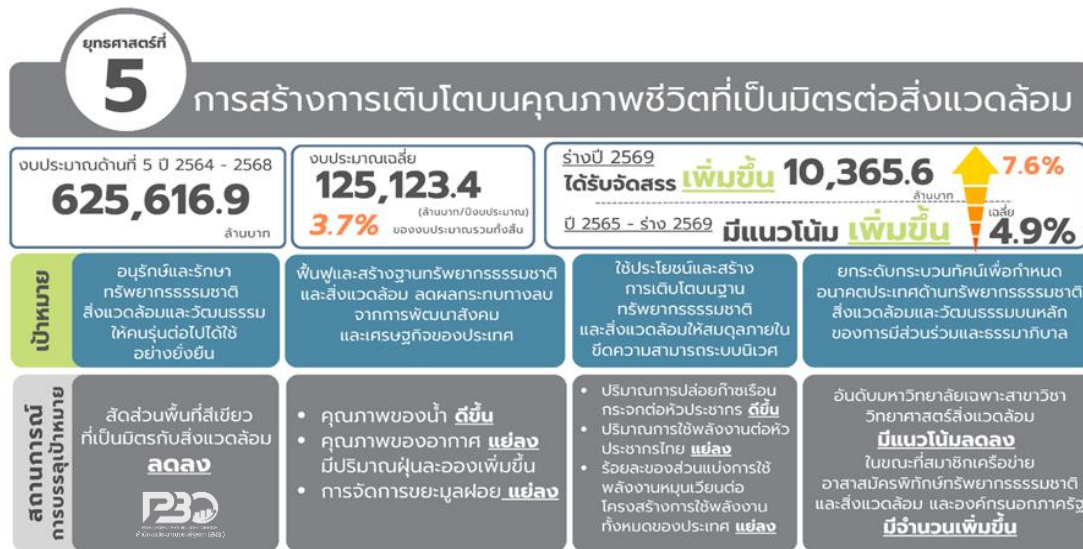 ยุทธศาสตร์ที่
5
การสร้างการเติบโตบนคุณภาพชีวิตที่เป็นมิตรต่อสิ่งแวดล้อม
งบประมาณด้านที่ 5 ปี 2564 - 2568
625,616.9
ล้านบาท
งบประมาณเฉลี่ย
125,123.4
(ล้านบาท/ปีงบประมาณ)
3.7% ของงบประมาณรวมทั้งสิ้น
ร่างปี 2569
ได้รับจัดสรร เพิ่มขึ้น 10,365.6
ล้านบาท
7.6%
ปี 2565 - ร่าง 2569 มีแนวโน้ม เพิ่มขึ้น
เฉลี่ย
4.9%
เป้าหมาย
อนุรักษ์และรักษา
ทรัพยากรธรรมชาติ
สิ่งแวดล้อมและวัฒนธรรม
ให้คนรุ่นต่อไปได้ใช้
อย่างยั่งยืน
ฟื้นฟูและสร้างฐานทรัพยากรธรรมชาติ
และสิ่งแวดล้อม ลดผลกระทบทางลบ
จากการพัฒนาสังคม
และเศรษฐกิจของประเทศ
ใช้ประโยชน์และสร้าง
การเติบโตบนฐาน
ทรัพยากรธรรมชาติ
และสิ่งแวดล้อมให้สมดุลภายใน
ขีดความสามารถระบบนิเวศ
ยกระดับกระบวนทัศน์เพื่อกำหนด
อนาคตประเทศด้านทรัพยากรธรรมชาติ
สิ่งแวดล้อมและวัฒนธรรมบนหลัก
ของการมีส่วนร่วมและธรรมาภิบาล
สถานการณ์
การบรรลุเป้าหมาย
สัดส่วนพื้นที่สีเขียว
ที่เป็นมิตรกับสิ่งแวดล้อม
ลดลง
PBO
• คุณภาพของน้ำ ดีขึ้น
• คุณภาพของอากาศ แย่ลง
มีปริมาณฝุ่นละอองเพิ่มขึ้น
• การจัดการขยะมูลฝอย แย่ลง
• ปริมาณการปล่อยก๊าซเรือน
กระจกต่อหัวประชากร ดีขึ้น
• ปริมาณการใช้พลังงานต่อหัว
ประชากรไทย แย่ลง
• ร้อยละของส่วนแบ่งการใช้
พลังงานหมุนเวียนต่อ
โครงสร้างการใช้พลังงาน
ทั้งหมดของประเทศ แย่ลง
อันดับมหาวิทยาลัยเฉพาะสาขาวิชา
วิทยาศาสตร์สิ่งแวดล้อม
มีแนวโน้มลดลง
ในขณะที่สมาชิกเครือข่าย
อาสาสมัครพิทักษ์ทรัพยากรธรรมชาติ
และสิ่งแวดล้อม และองค์กรนอกภาครัฐ
มีจำนวนเพิ่มขึ้น